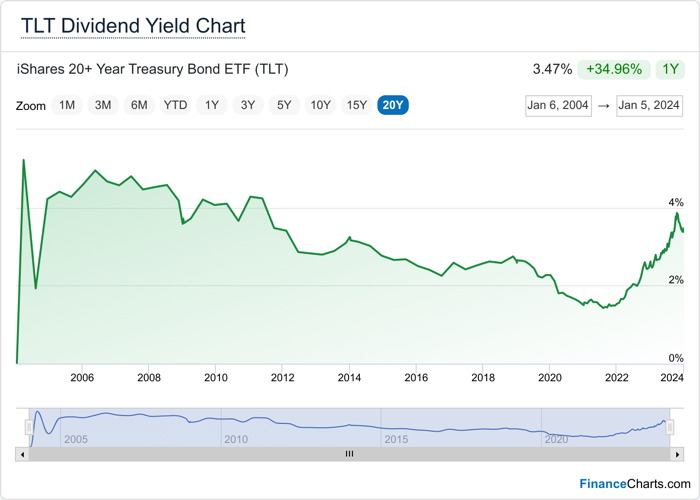 TLT Dividend Yield Chart
iShares 20+ Year Treasury Bond ETF (TLT) 3.47% +34.96% 1Y
Zoom 1M 3M 6M YTD 1Y 3Y 5Y 10Y 15Y 20Y Jan 6, 2004 → Jan 5, 2024
4%
2%
0%
2006 2008 2010 2012 2014 2016 2018 2020 2022 2024
2005 2010 2015 2020
FinanceCharts.com